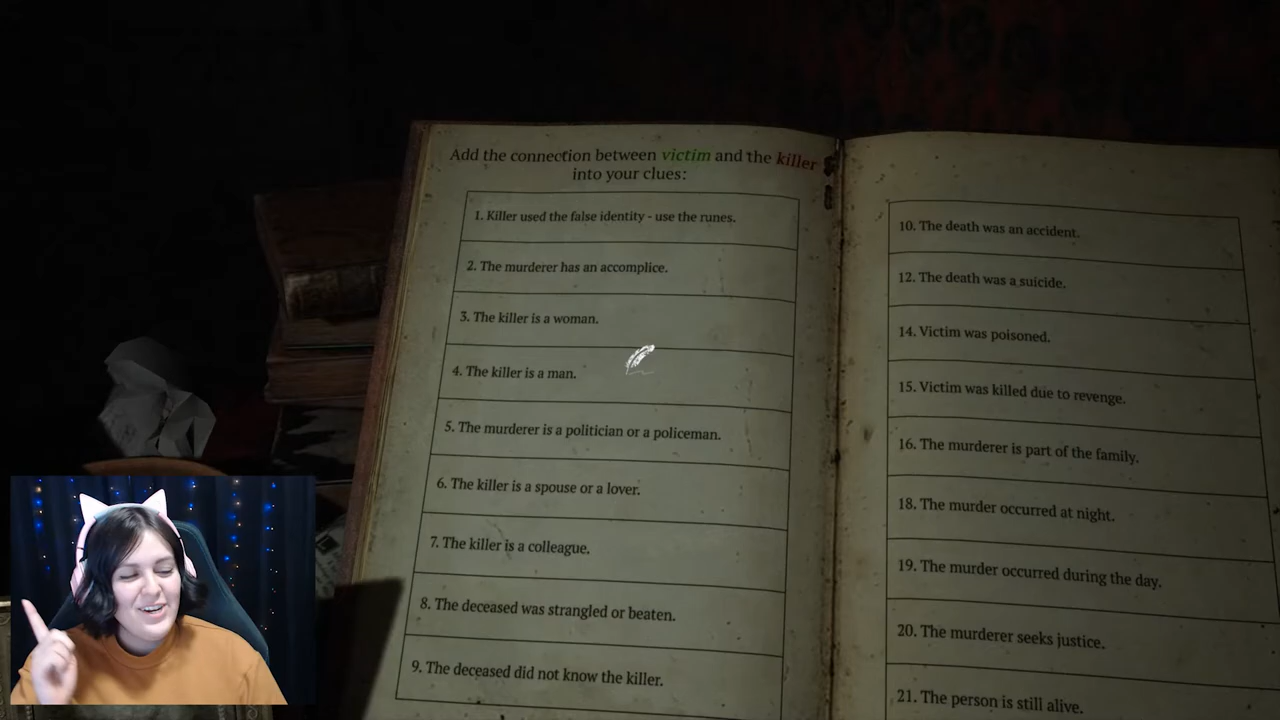 Add the connection between victim and the killer
into your clues:
1. Killer used the false identity - use the runes.
2. The murderer has an accomplice.
3. The killer is a woman.
4. The killer is a man.
5. The murderer is a politician or a policeman.
6. The killer is a spouse or a lover.
7. The killer is a colleague.
8. The deceased was strangled or beaten.
9. The deceased did not know the killer.
10. The death was an accident.
12. The death was a suicide.
14. Victim was poisoned.
15. Victim was killed due to revenge.
16. The murderer is part of the family.
18. The murder occurred at night.
19. The murder occurred during the day.
20. The murderer seeks justice.
21. The person is still alive.